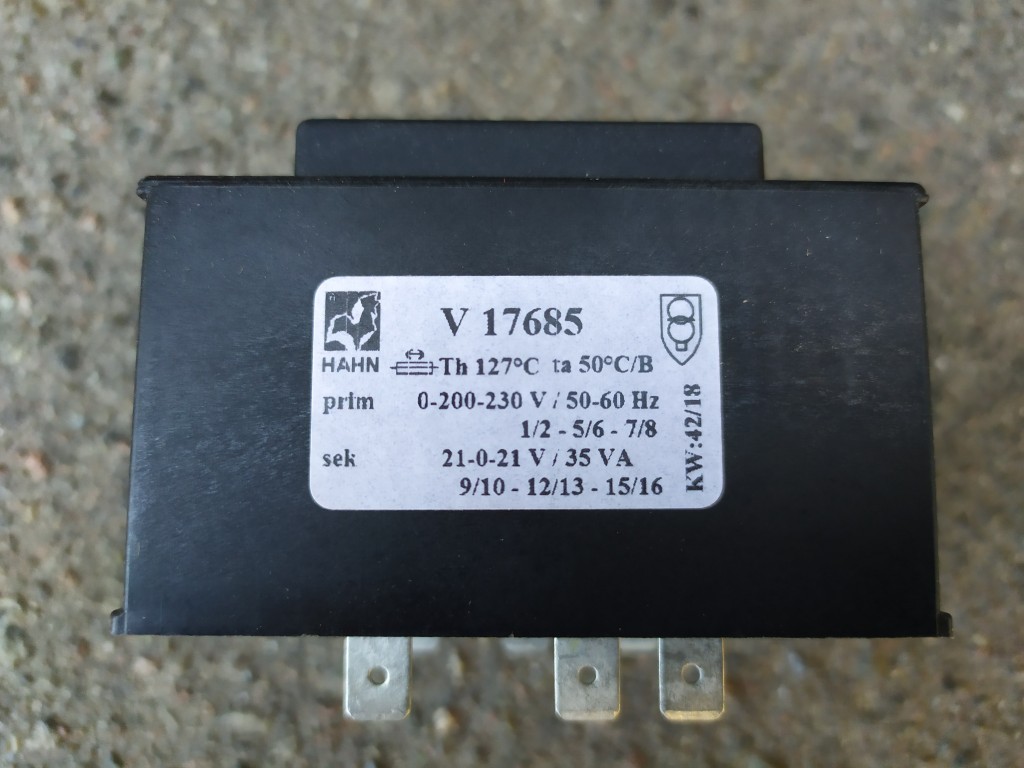 V 17685
HAHN
Th 127°C ta 50°C/B
prim 0-200-230 V / 50-60 Hz
1/2 - 5/6 - 7/8
sek 21-0-21 V / 35 VA
9/10 - 12/13 - 15/16
KW:42/18